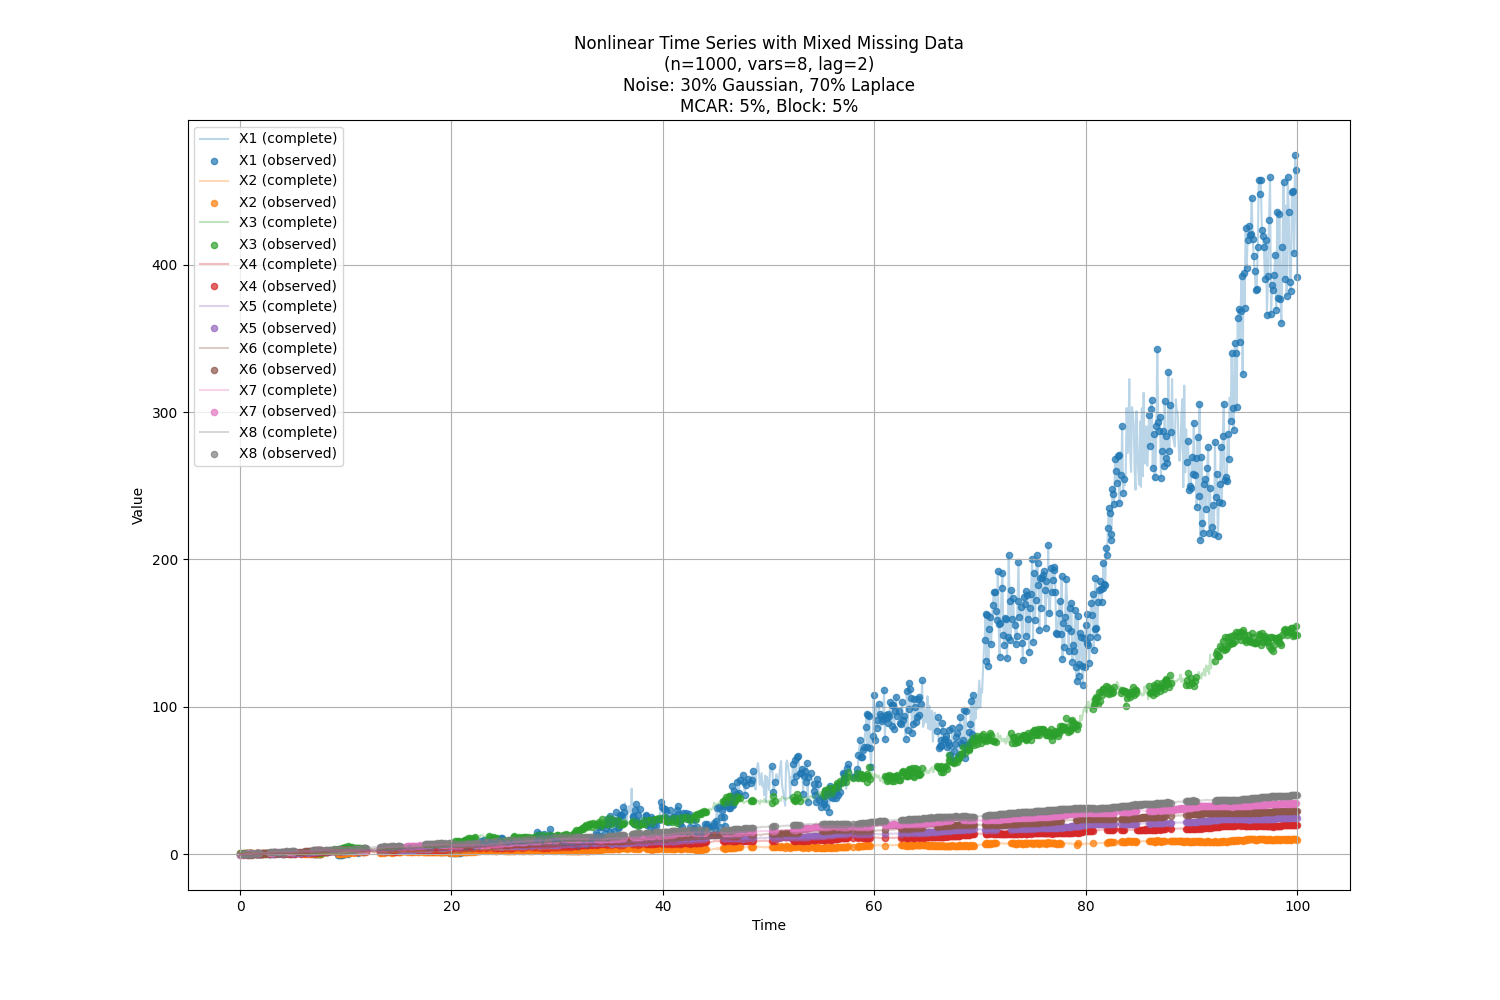 Nonlinear Time Series with Mixed Missing Data
(n=1000, vars=8, lag=2)
Noise: 30% Gaussian, 70% Laplace
MCAR: 5%, Block: 5%
X1 (complete)
X1 (observed)
X2 (complete)
X2 (observed)
X3 (complete)
X3 (observed)
X4 (complete)
X4 (observed)
X5 (complete)
X5 (observed)
X6 (complete)
X6 (observed)
X7 (complete)
X7 (observed)
X8 (complete)
X8 (observed)
400
300
200
100
0
Value
0 20 40 60 80 100
Time